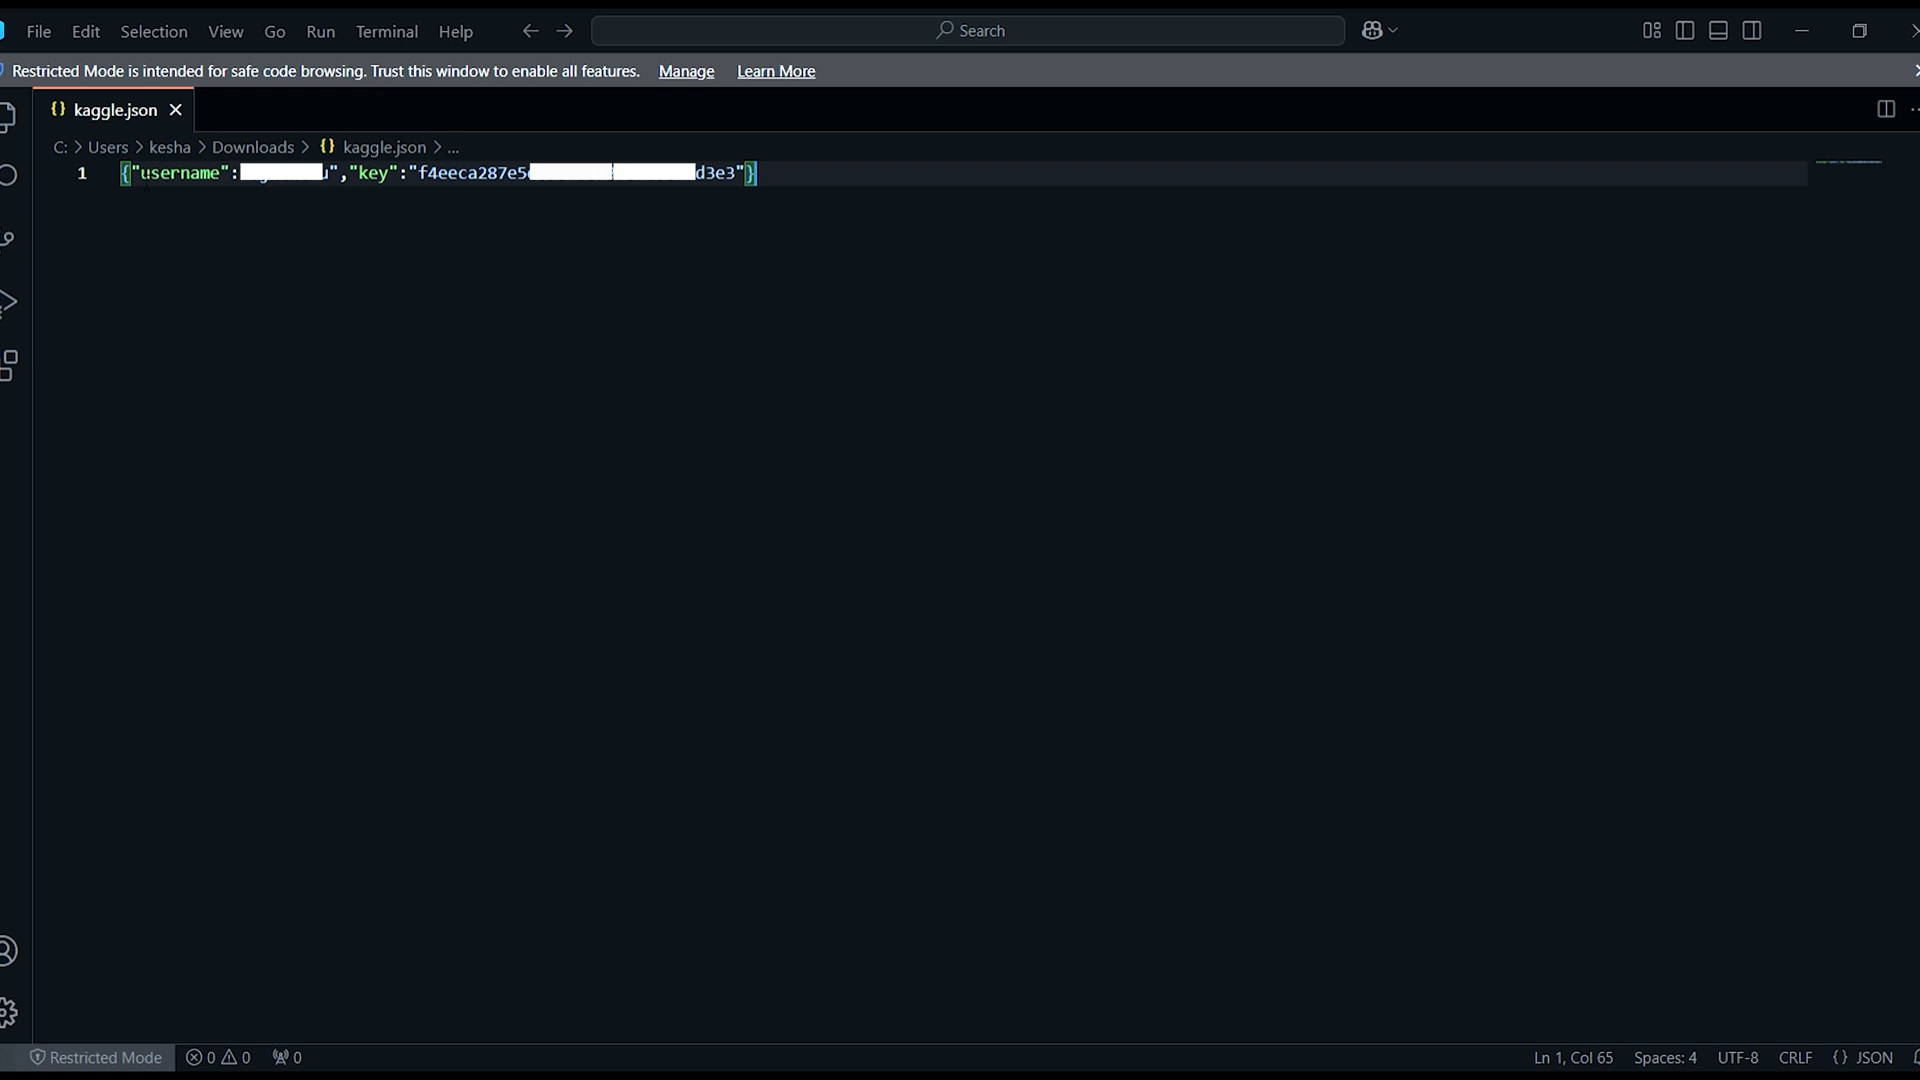 File Edit Selection View Go Run Terminal Help Search
Restricted Mode is intended for safe code browsing. Trust this window to enable all features. Manage Learn More
{} kaggle.json
C: > Users > kesha > Downloads > {} kaggle.json > ...
1 {"username": u","key":"f4eeca287e5 d3e3"}
Restricted Mode 0 0 0 Ln 1, Col 65 Spaces: 4 UTF-8 CRLF {} JSON